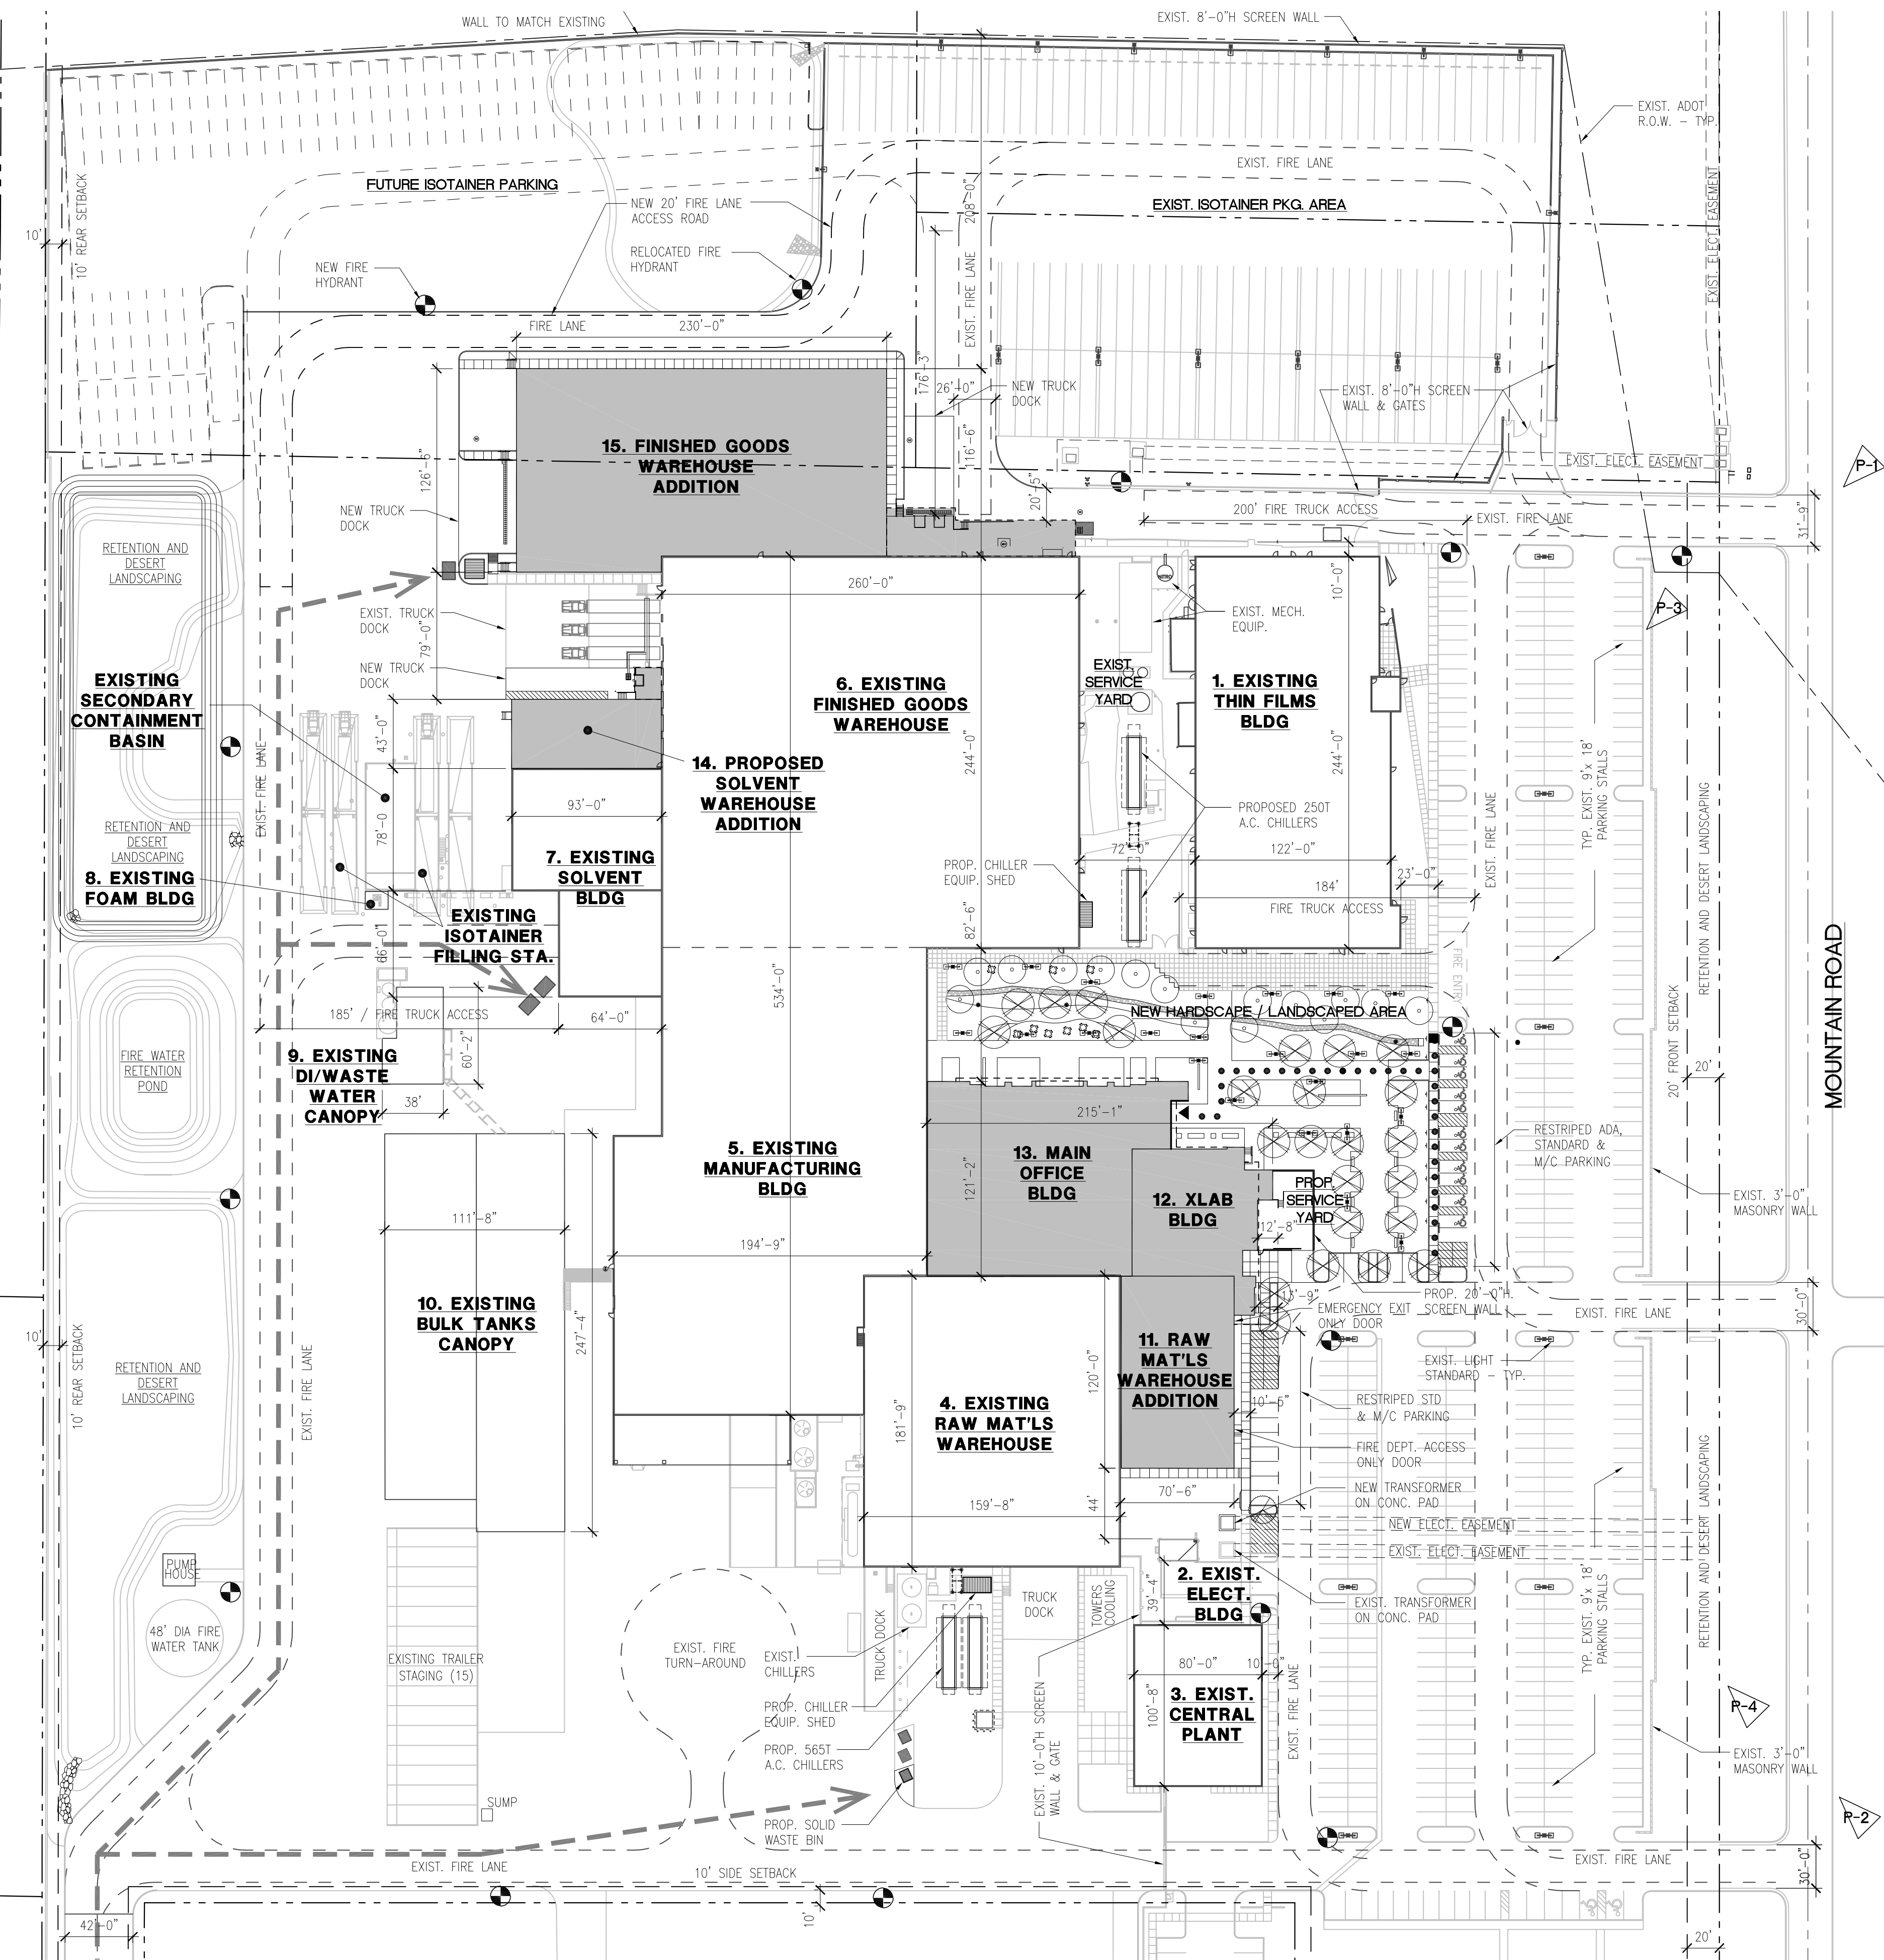 WALL TO MATCH EXISTING
EXIST. 8'-0"H SCREEN WALL
EXIST. ADOT
R.O.W. - TYP.
EXIST. FIRE LANE
FUTURE ISOTAINER PARKING
EXIST. ISOTAINER PKG. AREA
10' REAR SETBACK
10'
NEW 20' FIRE LANE
ACCESS ROAD
208'-0"
EXIST. ELECT. EASEMENT
NEW FIRE
HYDRANT
RELOCATED FIRE
HYDRANT
EXIST. FIRE LANE
FIRE LANE
230'-0"
176'-3"
26'-0"
NEW TRUCK
DOCK
EXIST. 8'-0"H SCREEN
WALL & GATES
116'-6"
15. FINISHED GOODS
WAREHOUSE
ADDITION
126'-6"
EXIST. ELECT. EASEMENT
P-1
NEW TRUCK
DOCK
20'-5"
200' FIRE TRUCK ACCESS
EXIST. FIRE LANE
31'-9"
RETENTION AND
DESERT
LANDSCAPING
260'-0"
10'-0"
EXIST. TRUCK
DOCK
79'-0"
NITRO
EXIST. MECH.
EQUIP.
P-3
NEW TRUCK
DOCK
EXISTING
SECONDARY
CONTAINMENT
BASIN
6. EXISTING
FINISHED GOODS
WAREHOUSE
EXIST.
SERVICE
YARD
1. EXISTING
THIN FILMS
BLDG
43'-0"
244'-0"
244'-0"
EXIST. FIRE LANE
14. PROPOSED
SOLVENT
WAREHOUSE
ADDITION
TYP. EXIST. 9'x 18'
PARKING STALLS
RETENTION AND DESERT LANDSCAPING
93'-0"
78'-0
PROPOSED 250T
A.C. CHILLERS
RETENTION AND
DESERT
LANDSCAPING
EXIST. FIRE LANE
7. EXISTING
SOLVENT
BLDG
72'-0"
122'-0"
PROP. CHILLER
EQUIP. SHED
23'-0"
8. EXISTING
FOAM BLDG
184'
FIRE TRUCK ACCESS
EXISTING
ISOTAINER
FILLING STA.
82'-6"
66'-0"
FIRE ENTRY
MOUNTAIN ROAD
534'-0"
185' / FIRE TRUCK ACCESS
64'-0"
NEW HARDSCAPE / LANDSCAPED AREA
20' FRONT SETBACK
FIRE WATER
RETENTION
POND
9. EXISTING
DI/WASTE
WATER
CANOPY
60'-2"
38'
20'
215'-1"
RESTRIPED ADA,
STANDARD &
M/C PARKING
5. EXISTING
MANUFACTURING
BLDG
13. MAIN
OFFICE
BLDG
121'-2"
12. XLAB
BLDG
PROP.
SERVICE
YARD
EXIST. 3'-0"
MASONRY WALL
111'-8"
12'-8"
194'-9"
10. EXISTING
BULK TANKS
CANOPY
247'-4"
13'-9"
PROP. 20'-0"H.
SCREEN WALL
EMERGENCY EXIT
ONLY DOOR
EXIST. FIRE LANE
30'-0"
10'
10' REAR SETBACK
RETENTION AND
DESERT
LANDSCAPING
EXIST. FIRE LANE
11. RAW
MAT'LS
WAREHOUSE
ADDITION
120'-0"
EXIST. LIGHT
STANDARD - TYP.
4. EXISTING
RAW MAT'LS
WAREHOUSE
181'-9"
10'-5"
RESTRIPED STD
& M/C PARKING
FIRE DEPT. ACCESS
ONLY DOOR
RETENTION AND DESERT LANDSCAPING
159'-8"
44'
70'-6"
NEW TRANSFORMER
ON CONC. PAD
NEW ELECT. EASEMENT
EXIST. ELECT. EASEMENT
PUMP
HOUSE
2. EXIST.
ELECT.
BLDG
39'-4"
EXIST. TRANSFORMER
ON CONC. PAD
TYP. EXIST. 9'x 18'
PARKING STALLS
TRUCK
DOCK
TOWERS
COOLING
48' DIA FIRE
WATER TANK
EXISTING TRAILER
STAGING (15)
EXIST. FIRE
TURN-AROUND
EXIST.
CHILLERS
TRUCK DOCK
80'-0"
10'-0"
PROP. CHILLER
EQUIP. SHED
3. EXIST.
CENTRAL
PLANT
100'-8"
EXIST. FIRE LANE
P-4
PROP. 565T
A.C. CHILLERS
EXIST. 10'-0"H SCREEN
WALL & GATE
EXIST. 3'-0"
MASONRY WALL
SUMP
PROP. SOLID
WASTE BIN
P-2
EXIST. FIRE LANE
10' SIDE SETBACK
EXIST. FIRE LANE
30'-0"
42'-0"
10'
20'